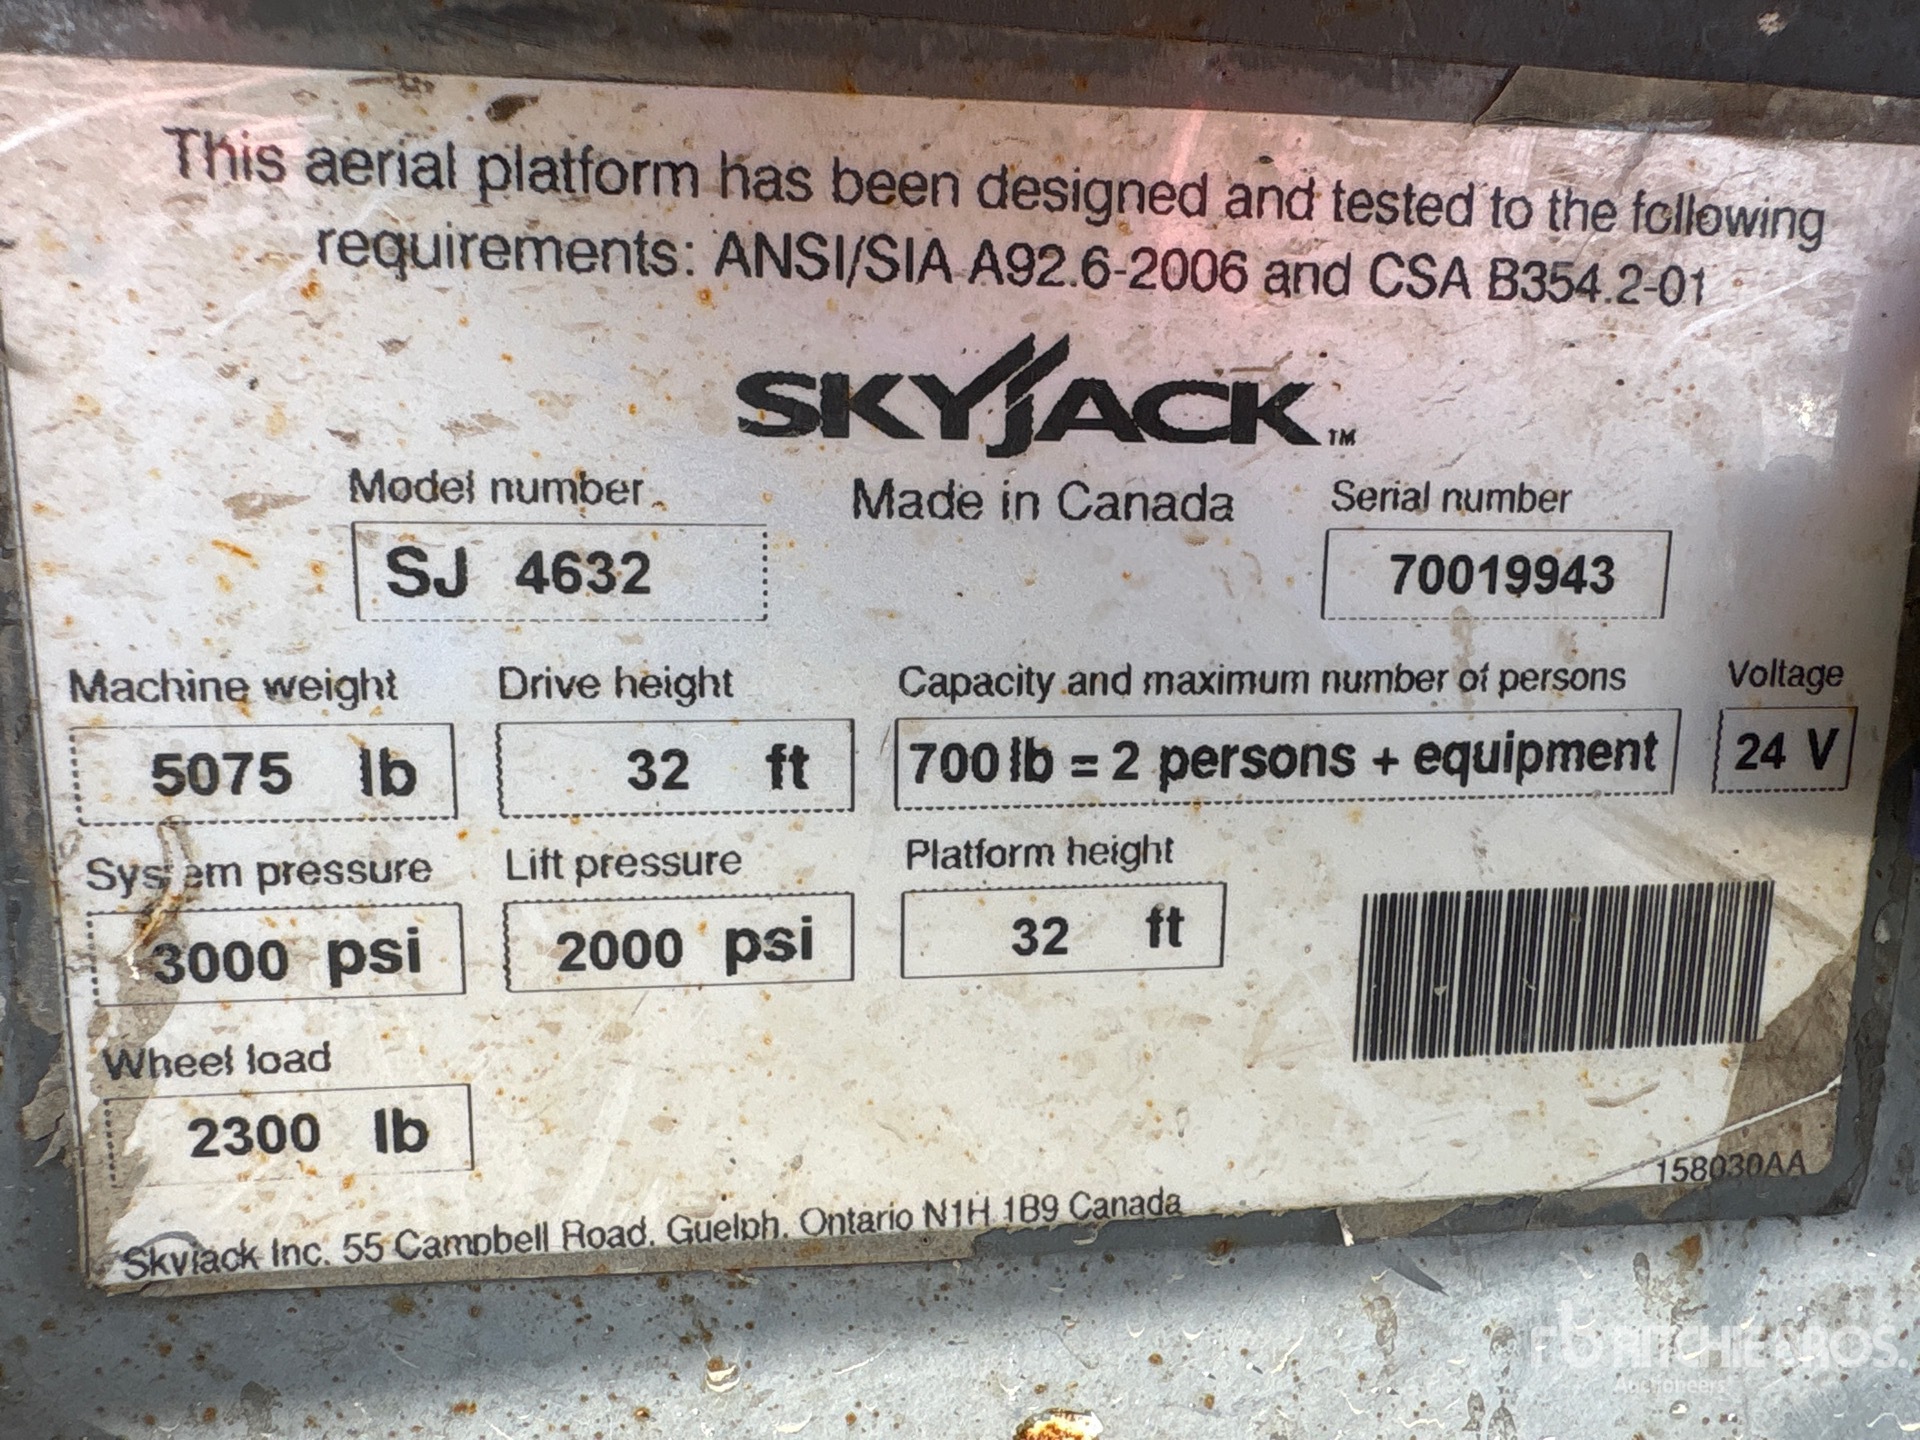 This aerial platform has been designed and tested to the following
requirements: ANSI/SIA A92.6-2006 and CSA B354.2-01
SKYJACK™
Model number
Made in Canada
Serial number
SJ 4632
70019943
Machine weight
Drive height
Capacity and maximum number of persons
Voltage
5075 lb
32 ft
700 lb = 2 persons + equipment
24 V
System pressure
Lift pressure
Platform height
3000 psi
2000 psi
32 ft
Wheel load
2300 lb
158030AA
Skyjack Inc. 55 Campbell Road, Guelph, Ontario N1H 1B9 Canada
rb RITCHIE BROS.
Auctioneers